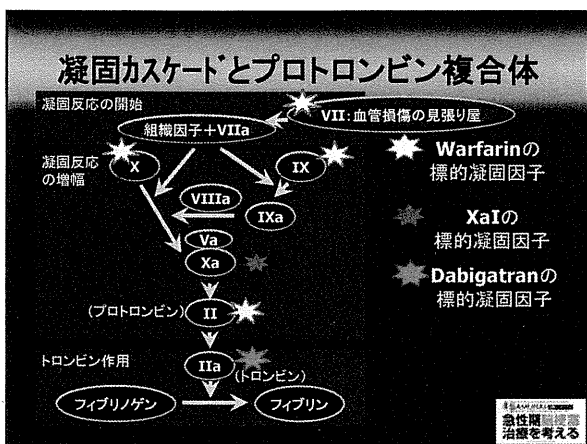 凝固カスケードとプロトロンビン複合体
凝固反応の開始
VII:血管損傷の見張り屋
組織因子+VIIa
凝固反応
の増幅
X
IX
VIIIa
IXa
Va
Xa
(プロトロンビン)
II
トロンビン作用
IIa
(トロンビン)
フィブリノゲン
フィブリン
Warfarinの
標的凝固因子
XaIの
標的凝固因子
Dabigatranの
標的凝固因子
急性期脳梗塞
治療を考える